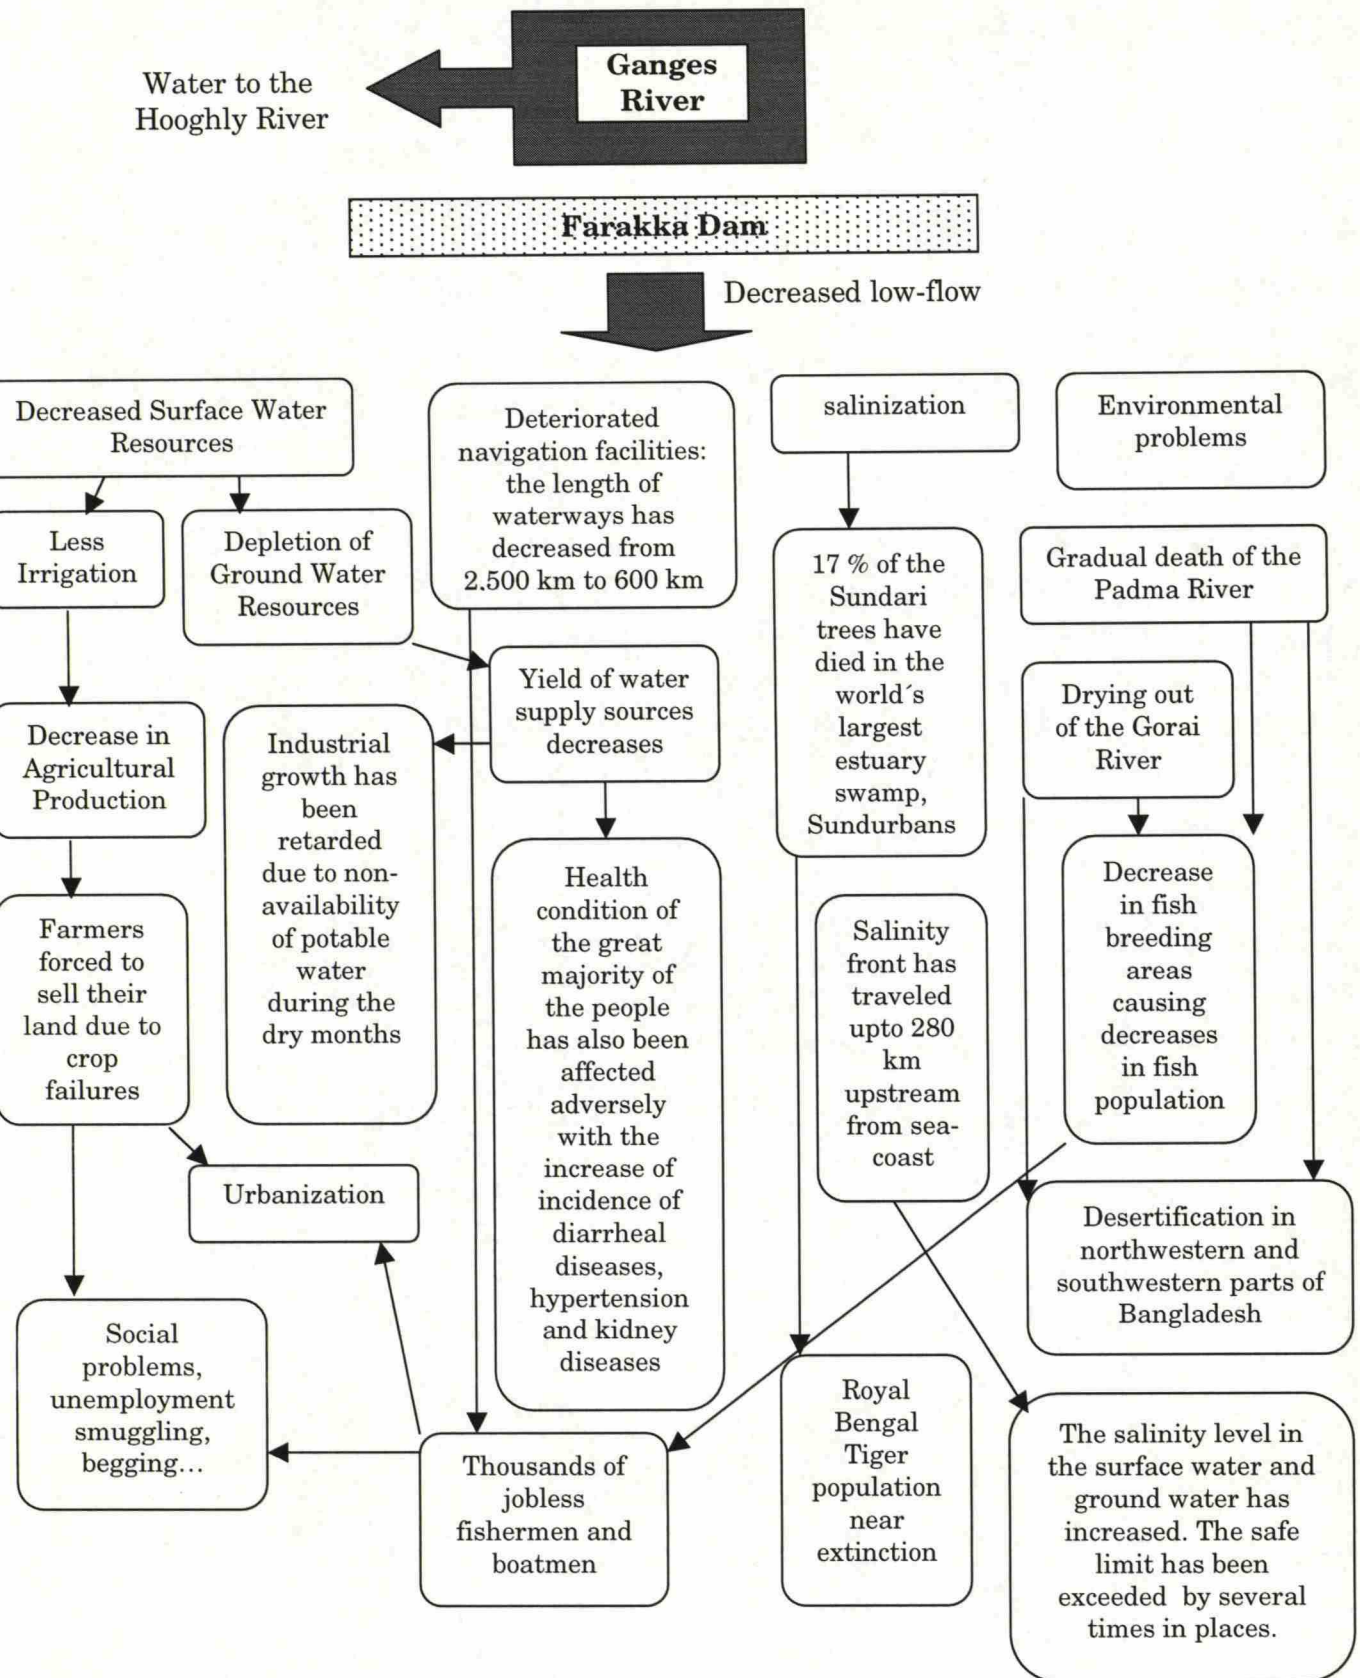 Ganges
River
Water to the
Hooghly River
Farakka Dam
Decreased low-flow
Decreased Surface Water
Resources
Deteriorated
navigation facilities:
the length of
waterways has
decreased from
2.500 km to 600 km
salinization
Environmental
problems
Less
Irrigation
Depletion of
Ground Water
Resources
17 % of the
Sundari
trees have
died in the
world´s
largest
estuary
swamp,
Sundurbans
Gradual death of the
Padma River
Yield of water
supply sources
decreases
Drying out
of the Gorai
River
Decrease in
Agricultural
Production
Industrial
growth has
been
retarded
due to non-
availability
of potable
water
during the
dry months
Health
condition of
the great
majority of
the people
has also been
affected
adversely
with the
increase of
incidence of
diarrheal
diseases,
hypertension
and kidney
diseases
Salinity
front has
traveled
upto 280
km
upstream
from sea-
coast
Decrease
in fish
breeding
areas
causing
decreases
in fish
population
Farmers
forced to
sell their
land due to
crop
failures
Urbanization
Desertification in
northwestern and
southwestern parts of
Bangladesh
Social
problems,
unemployment
smuggling,
begging...
Thousands of
jobless
fishermen and
boatmen
Royal
Bengal
Tiger
population
near
extinction
The salinity level in
the surface water and
ground water has
increased. The safe
limit has been
exceeded by several
times in places.